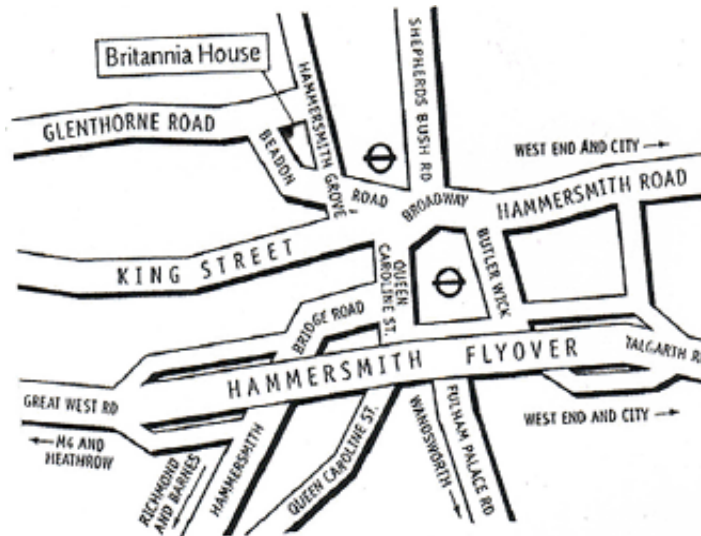 Britannia House
HAMMERSMITH GROVE
SHEPHERDS BUSH RD
GLENTHORNE ROAD
BEADON
ROAD
WEST END AND CITY
HAMMERSMITH ROAD
BROADWAY
KING STREET
QUEEN
CAROLINE ST.
BUTLER WICK
BRIDGE ROAD
HAMMERSMITH FLYOVER
TALGARTH RD
GREAT WEST RD
M4 AND
HEATHROW
WEST END AND CITY
RICHMOND
AND BARNES
HAMMERSMITH
QUEEN CAROLINE ST.
WANDSWORTH
FULHAM PALACE RD